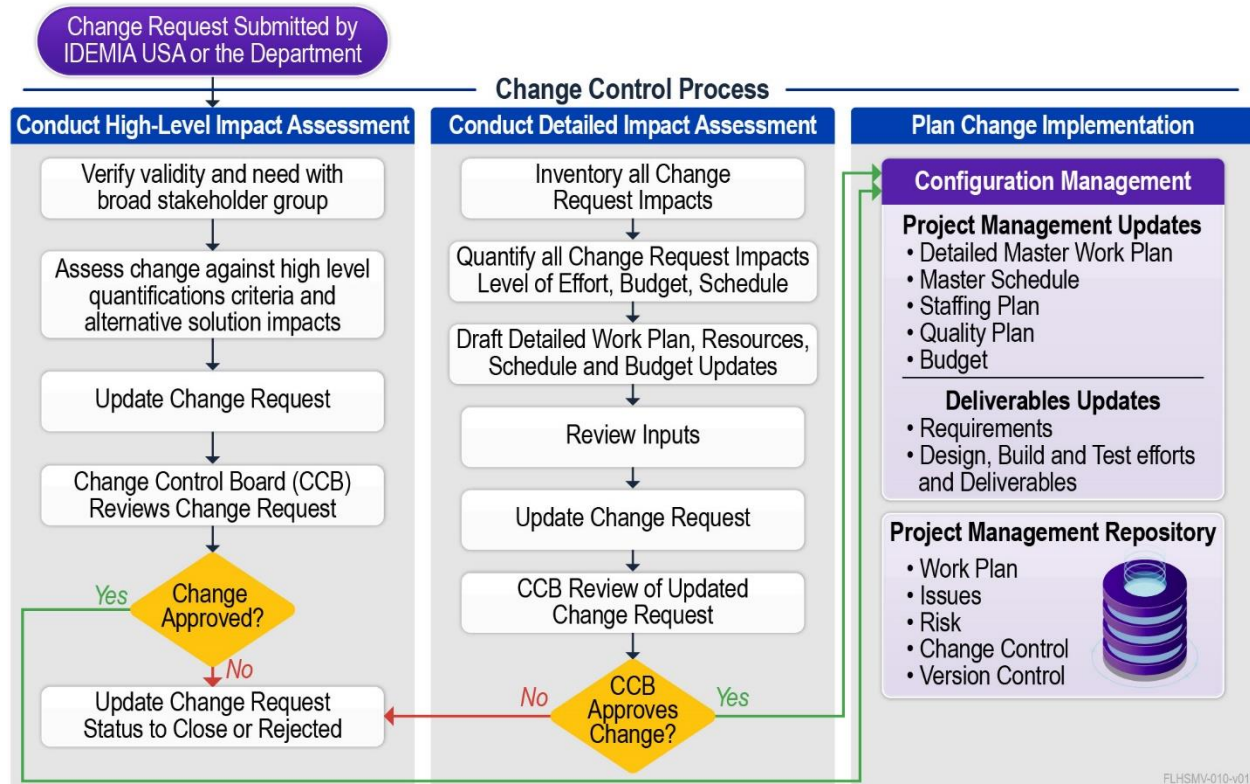 Change Request Submitted by
IDEMIA USA or the Department
Change Control Process
Conduct High-Level Impact Assessment
Verify validity and need with
broad stakeholder group
Assess change against high level
quantifications criteria and
alternative solution impacts
Update Change Request
Change Control Board (CCB)
Reviews Change Request
Yes
Change
Approved?
No
Update Change Request
Status to Close or Rejected
Conduct Detailed Impact Assessment
Inventory all Change
Request Impacts
Quantify all Change Request Impacts
Level of Effort, Budget, Schedule
Draft Detailed Work Plan, Resources,
Schedule and Budget Updates
Review Inputs
Update Change Request
CCB Review of Updated
Change Request
No
CCB
Approves
Change?
Yes
Plan Change Implementation
Configuration Management
Project Management Updates
• Detailed Master Work Plan
• Master Schedule
• Staffing Plan
• Quality Plan
• Budget
Deliverables Updates
• Requirements
• Design, Build and Test efforts
and Deliverables
Project Management Repository
• Work Plan
• Issues
• Risk
• Change Control
• Version Control
FLHSMV-010-v01